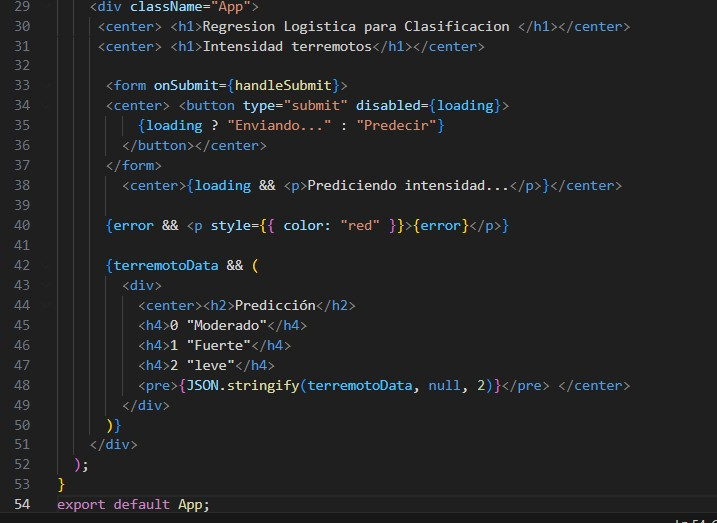 29 <div className="App">
30 <center> <h1>Regresion Logistica para Clasificacion </h1></center>
31 <center> <h1>Intensidad terremotos</h1></center>
32
33 <form onSubmit={handleSubmit}>
34 <center> <button type="submit" disabled={loading}>
35 {loading ? "Enviando..." : "Predecir"}
36 </button></center>
37 </form>
38 <center>{loading && <p>Prediciendo intensidad...</p>}</center>
39
40 {error && <p style={{ color: "red" }}>{error}</p>}
41
42 {terremotoData && (
43 <div>
44 <center><h2>Predicción</h2>
45 <h4>0 "Moderado"</h4>
46 <h4>1 "Fuerte"</h4>
47 <h4>2 "leve"</h4>
48 <pre>{JSON.stringify(terremotoData, null, 2)}</pre> </center>
49 </div>
50 )}
51 </div>
52 );
53 }
54 export default App;